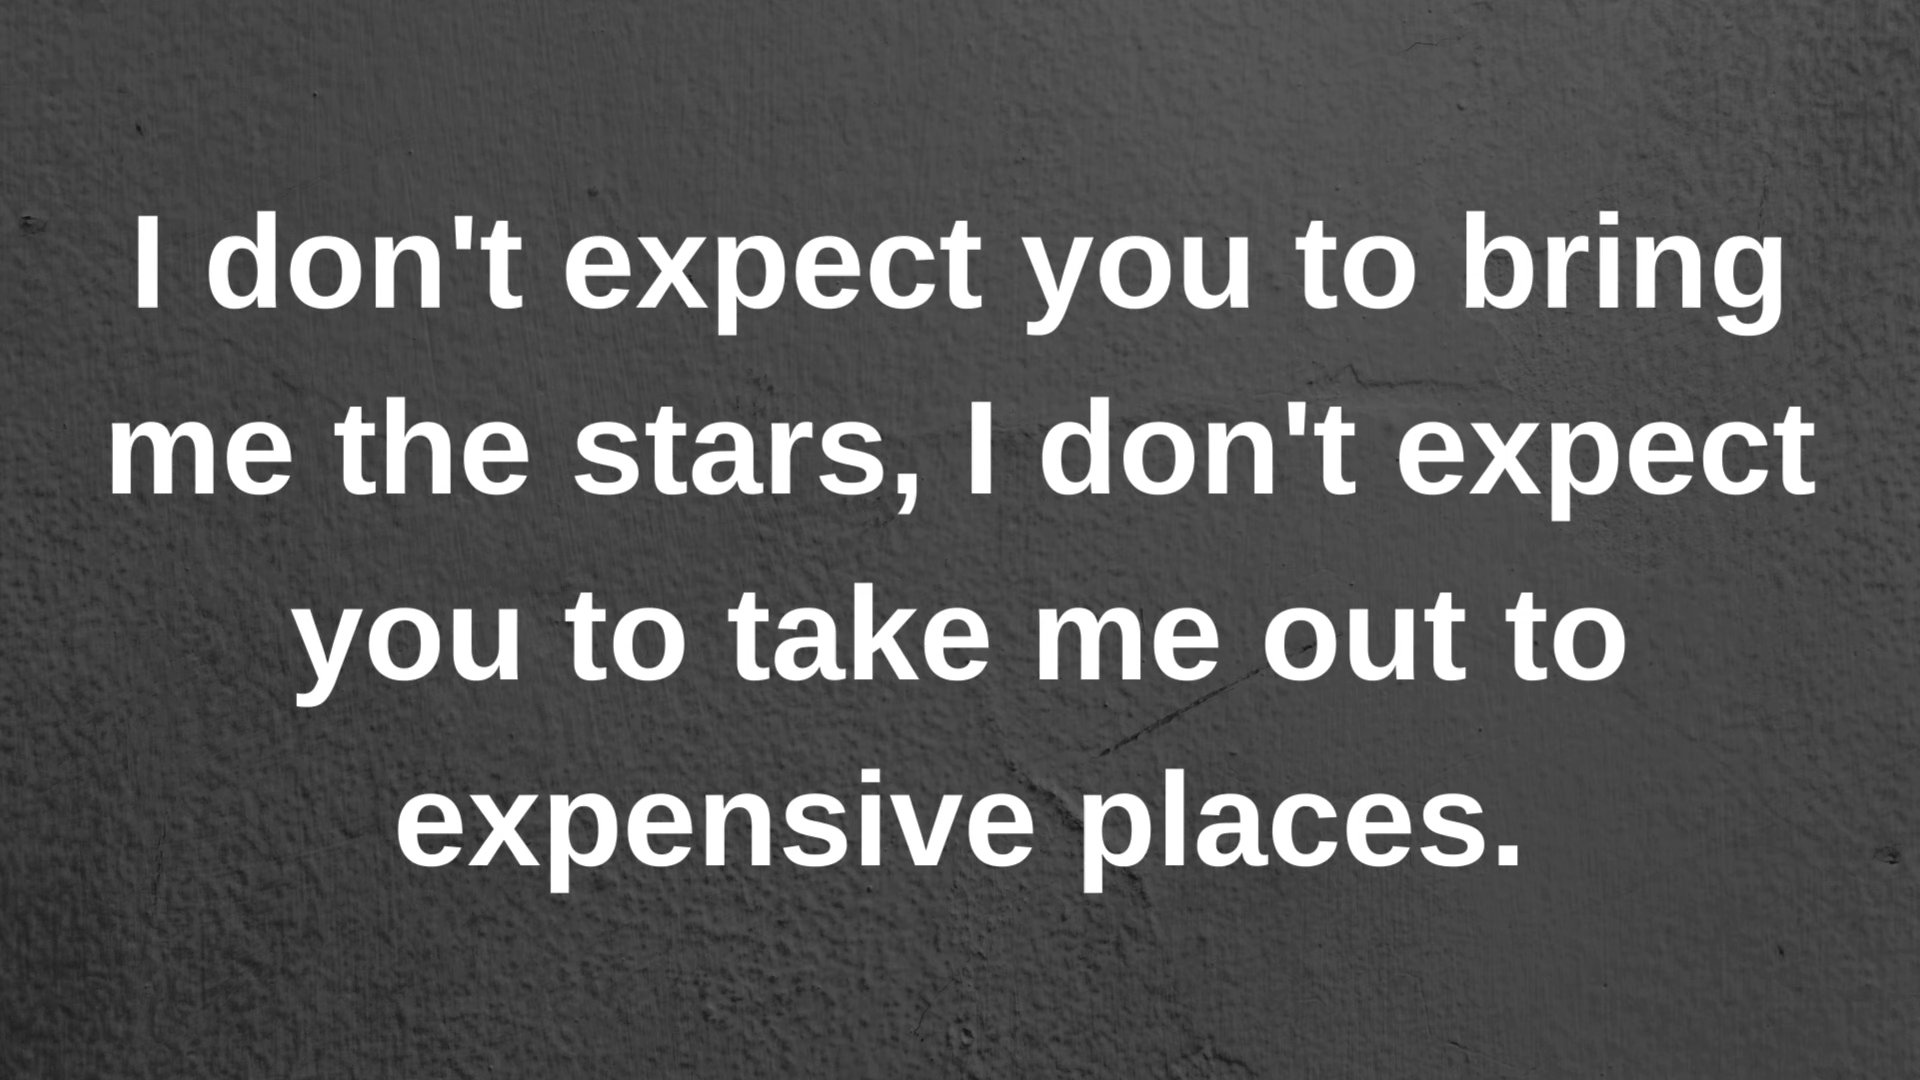 I don't expect you to bring
me the stars, I don't expect
you to take me out to
expensive places.